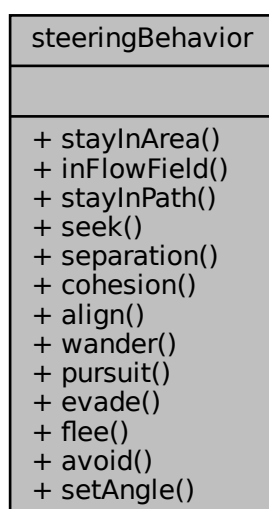 steeringBehavior
+ stayInArea()
+ inFlowField()
+ stayInPath()
+ seek()
+ separation()
+ cohesion()
+ align()
+ wander()
+ pursuit()
+ evade()
+ flee()
+ avoid()
+ setAngle()